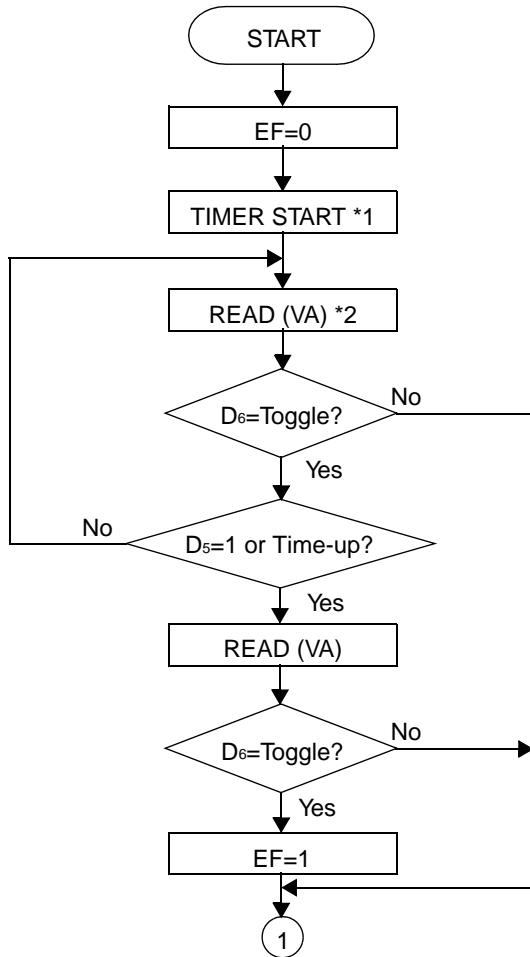 START
EF=0
TIMER START *1
READ (VA) *2
D6=Toggle?
No
Yes
No
D5=1 or Time-up?
Yes
READ (VA)
D6=Toggle?
No
Yes
EF=1
1